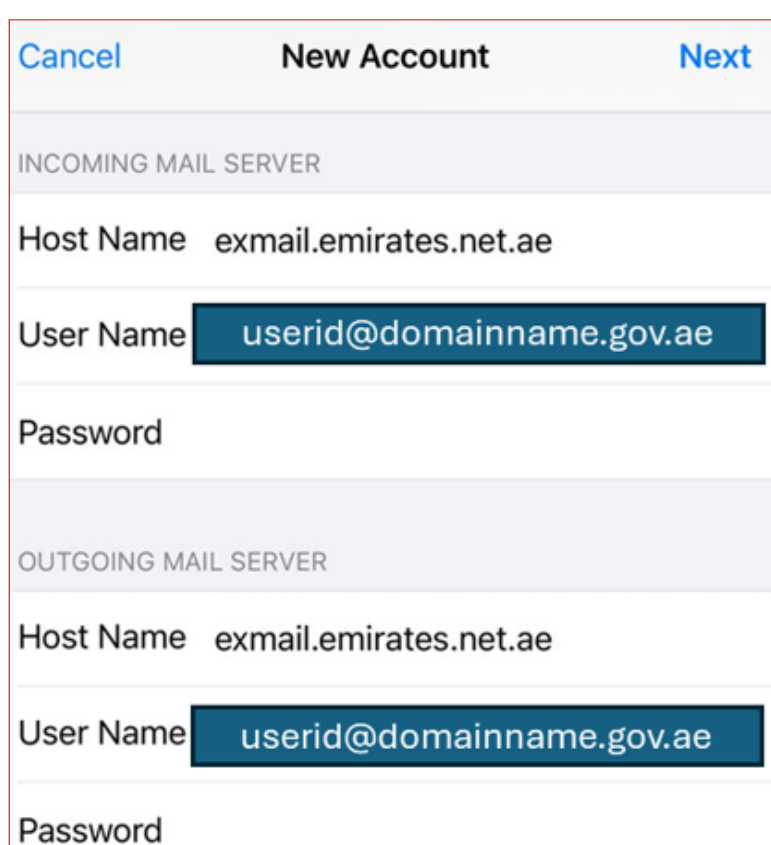 Cancel New Account Next
INCOMING MAIL SERVER
Host Name exmail.emirates.net.ae
User Name userid@domainname.gov.ae
Password
OUTGOING MAIL SERVER
Host Name exmail.emirates.net.ae
User Name userid@domainname.gov.ae
Password